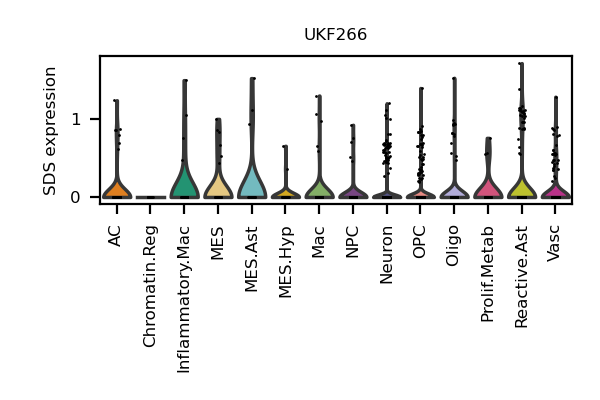 UKF266
SDS expression
1
0
AC
Chromatin.Reg
Inflammatory.Mac
MES
MES.Ast
MES.Hyp
Mac
NPC
Neuron
OPC
Oligo
Prolif.Metab
Reactive.Ast
Vasc